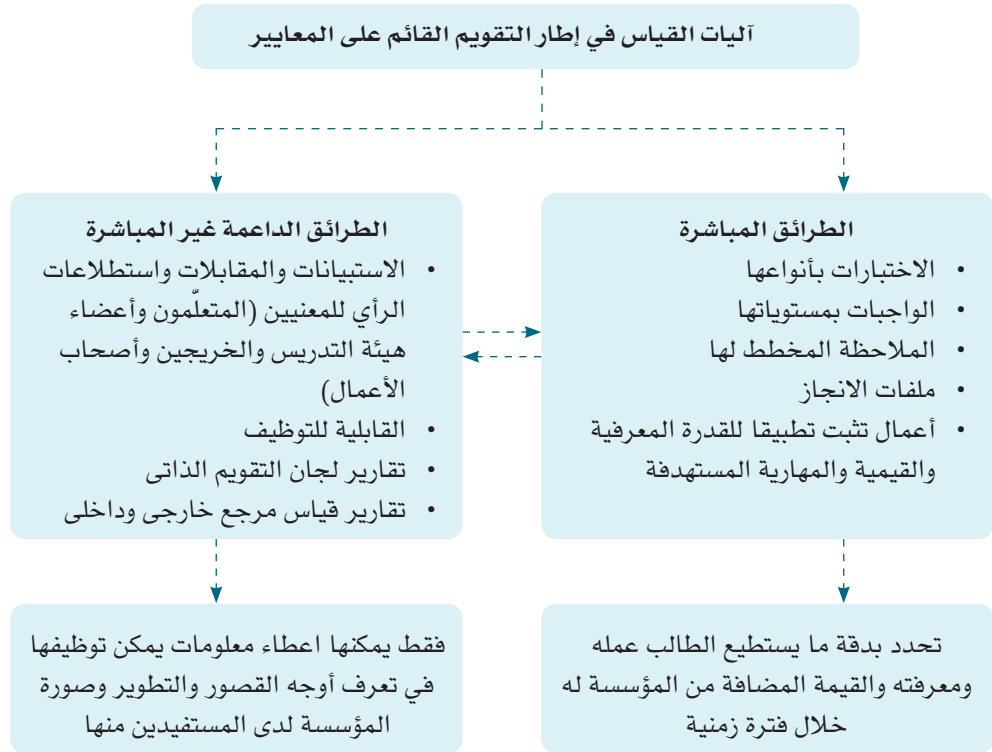 آليات القياس في إطار التقويم القائم على المعايير
الطرائق المباشرة
• الاختبارات بأنواعها
• الواجبات بمستوياتها
• الملاحظة المخطط لها
• ملفات الانجاز
• أعمال تثبت تطبيقا للقدرة المعرفية
والقيمية والمهارية المستهدفة
الطرائق الداعمة غير المباشرة
• الاستبيانات والمقابلات واستطلاعات
الرأي للمعنيين (المتعلّمون وأعضاء
هيئة التدريس والخريجين وأصحاب
الأعمال)
• القابلية للتوظيف
• تقارير لجان التقويم الذاتى
• تقارير قياس مرجع خارجى وداخلى
تحدد بدقة ما يستطيع الطالب عمله
ومعرفته والقيمة المضافة من المؤسسة له
خلال فترة زمنية
فقط يمكنها اعطاء معلومات يمكن توظيفها
في تعرف أوجه القصور والتطوير وصورة
المؤسسة لدى المستفيدين منها